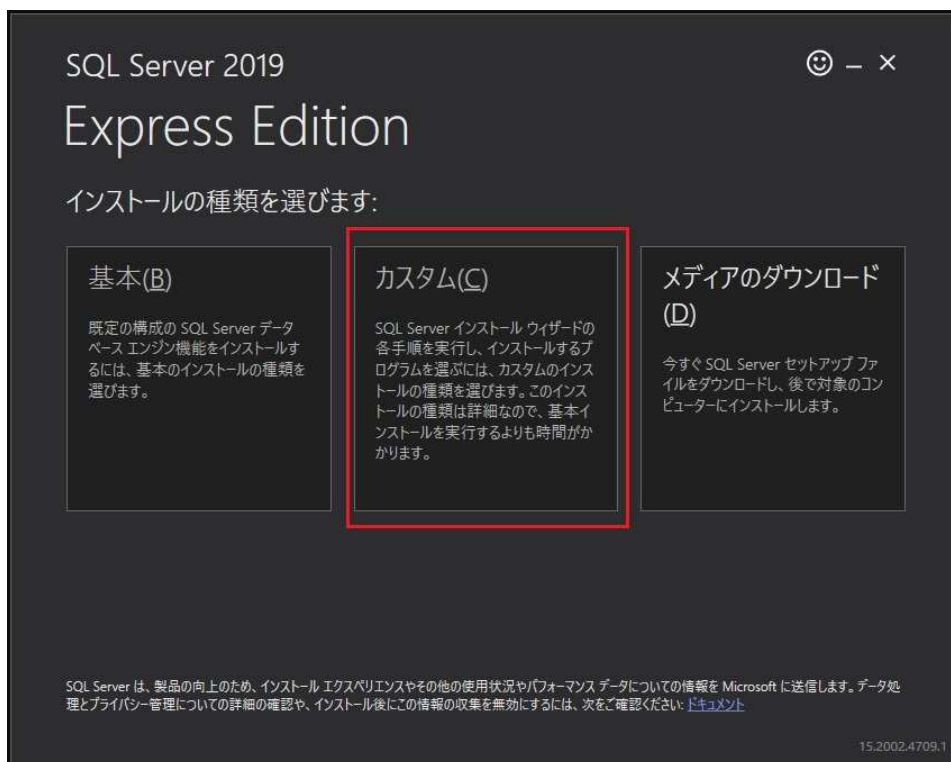 SQL Server 2019
Express Edition
インストールの種類を選びます:
基本(B)
既定の構成の SQL Server データ
ベース エンジン機能をインストールす
るには、基本のインストールの種類を
選びます。
カスタム(C)
SQL Server インストール ウィザードの
各手順を実行し、インストールするプ
ログラムを選ぶには、カスタムのインス
トールの種類を選びます。このインス
トールの種類は詳細なので、基本イ
ンストールを実行するよりも時間がか
かります。
メディアのダウンロード
(D)
今すぐ SQL Server セットアップ ファ
イルをダウンロードし、後で対象のコン
ピューターにインストールします。
SQL Server は、製品の向上のため、インストール エクスペリエンスやその他の使用状況やパフォーマンス データについての情報を Microsoft に送信します。データ処
理とプライバシー管理についての詳細の確認や、インストール後にこの情報の収集を無効にするには、次をご確認ください: ドキュメント
15.2002.4709.1